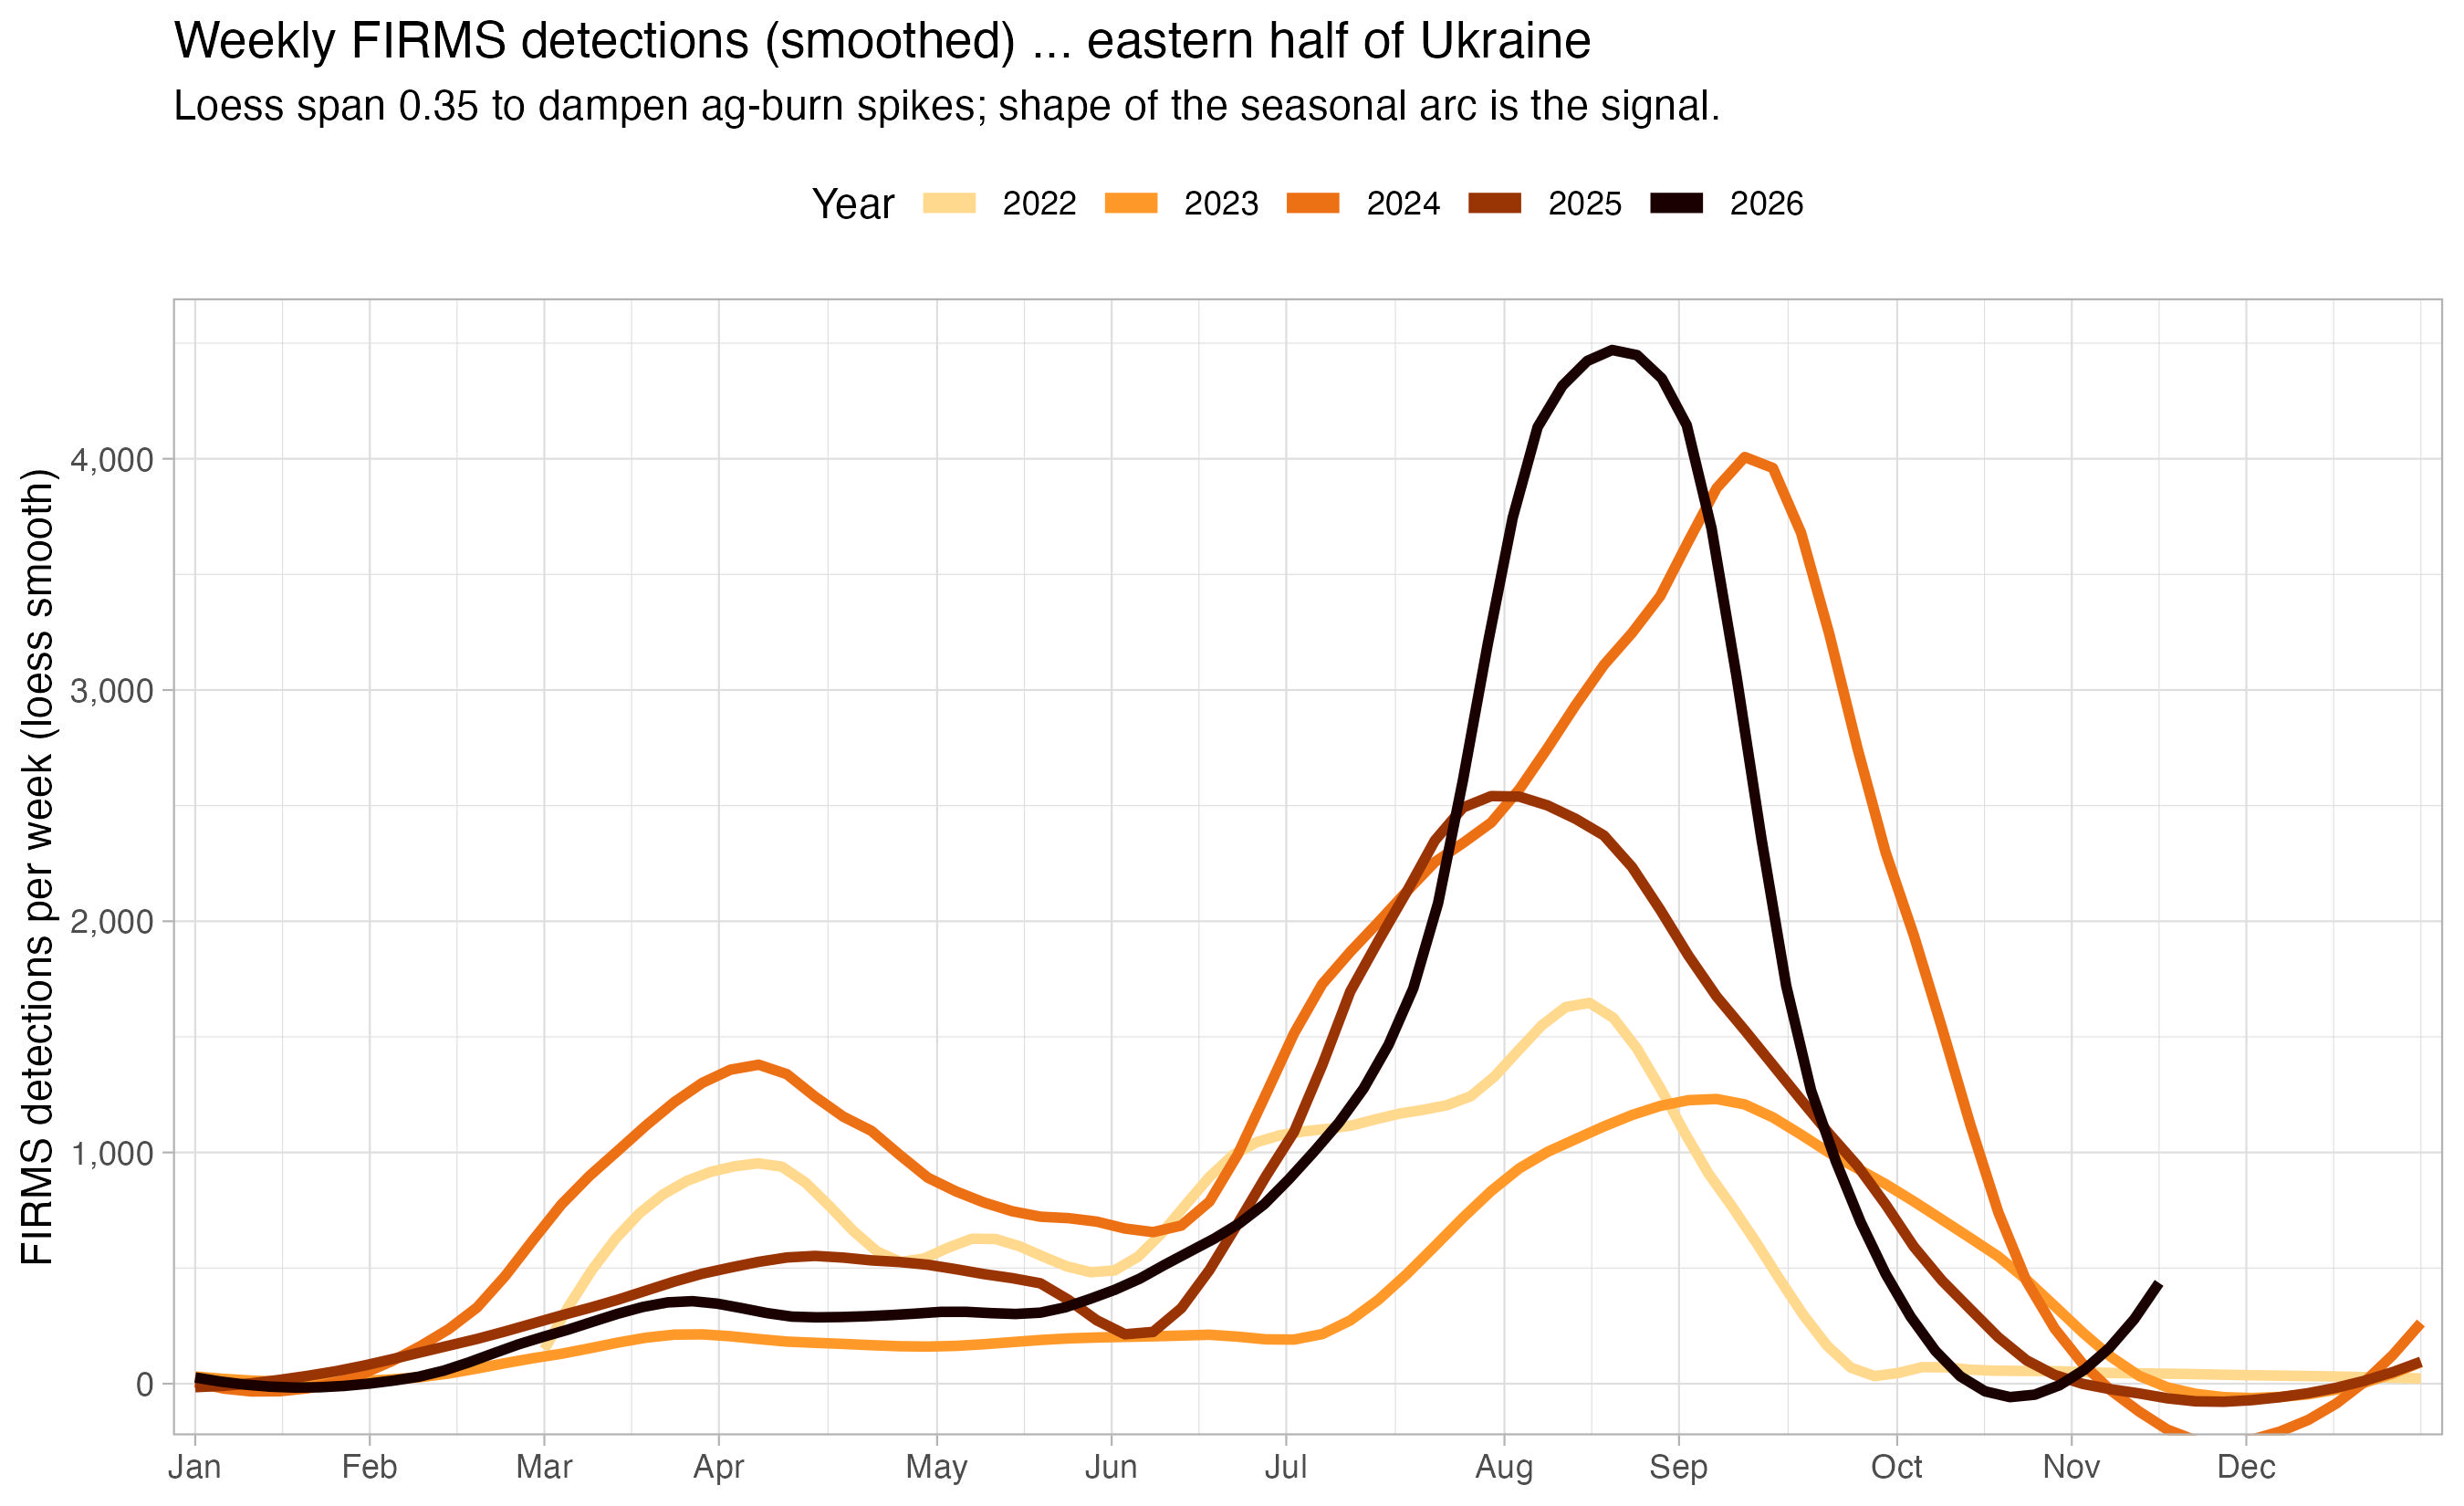 Weekly FIRMS detections (smoothed) ... eastern half of Ukraine
Loess span 0.35 to dampen ag-burn spikes; shape of the seasonal arc is the signal.
Year 2022 2023 2024 2025 2026
FIRMS detections per week (loess smooth)
4,000
3,000
2,000
1,000
0
Jan Feb Mar Apr May Jun Jul Aug Sep Oct Nov Dec